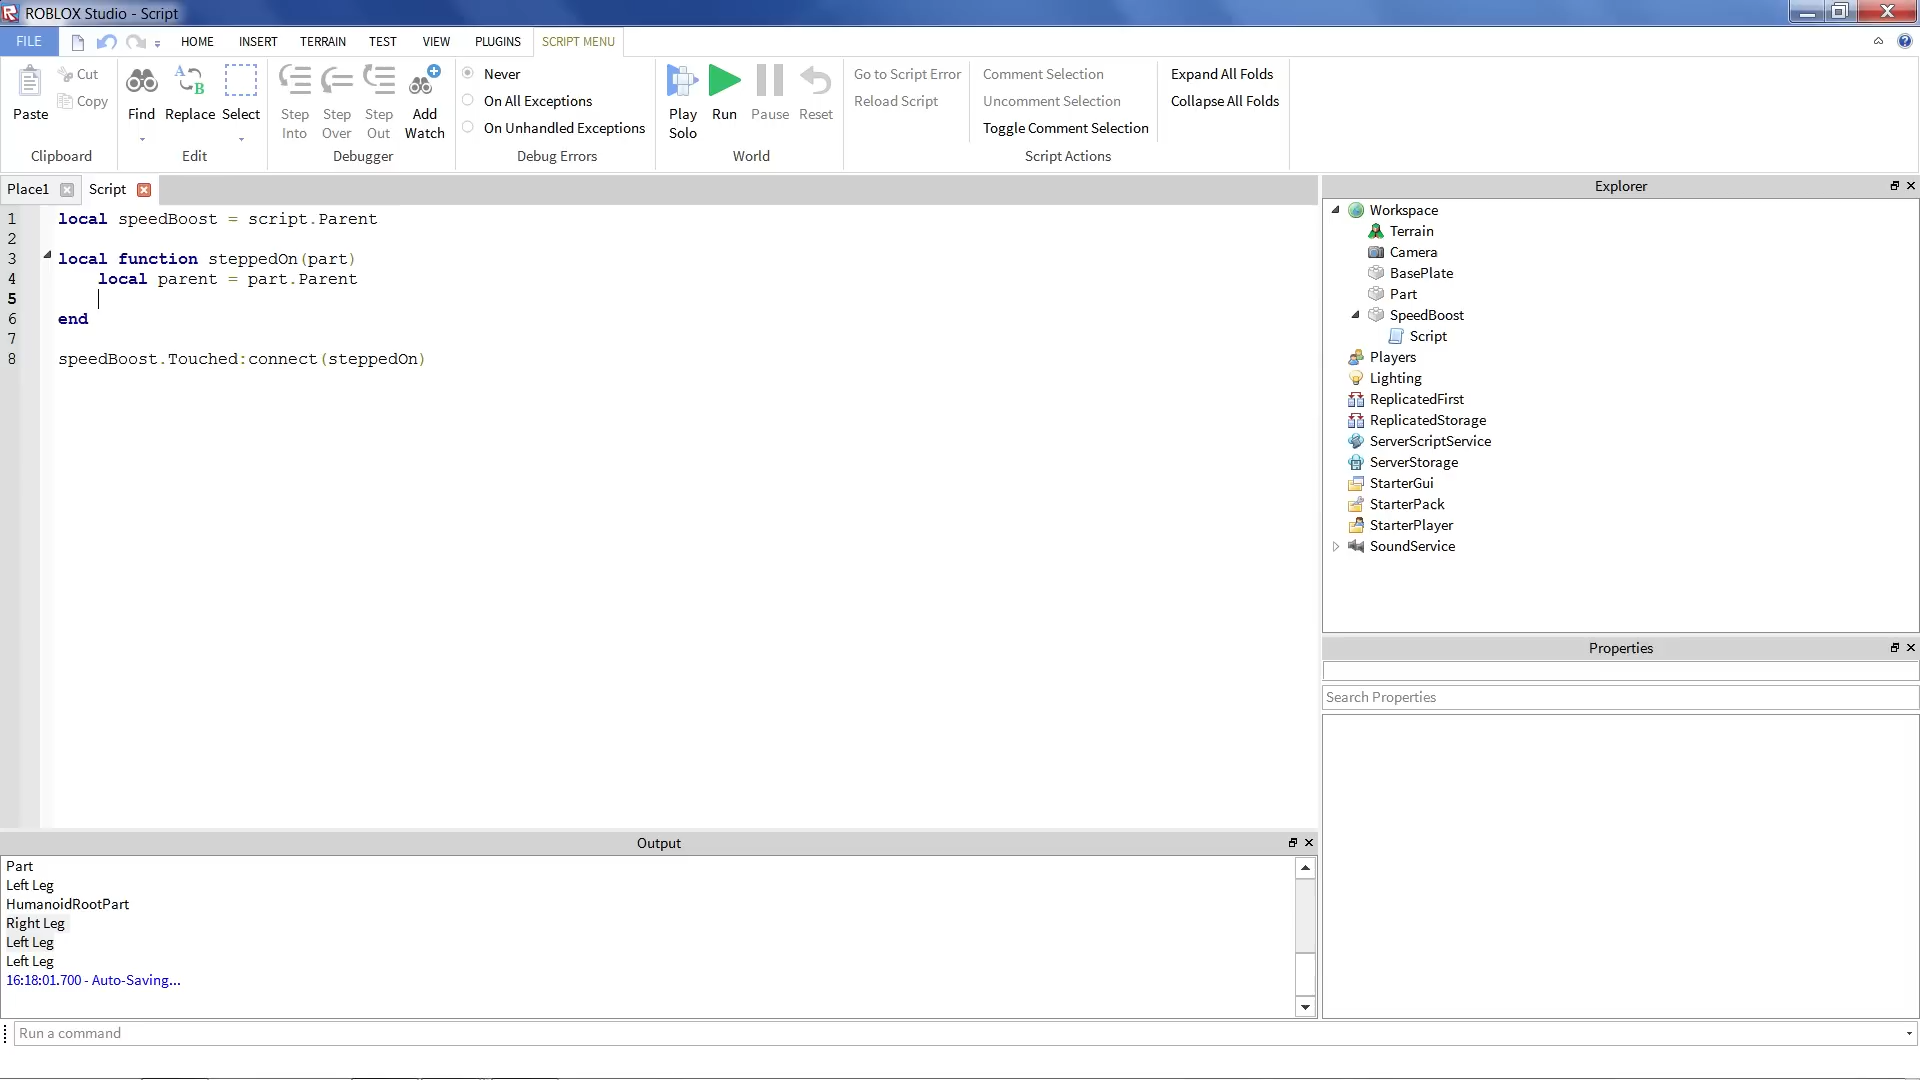 ROBLOX Studio - Script
FILE HOME INSERT TERRAIN TEST VIEW PLUGINS SCRIPT MENU
Paste
Cut
Copy
Clipboard
Find
Replace
Select
Edit
Step Into
Step Over
Step Out
Add Watch
Debugger
Never
On All Exceptions
On Unhandled Exceptions
Debug Errors
Play Solo
Run
Pause
Reset
World
Go to Script Error
Reload Script
Comment Selection
Uncomment Selection
Toggle Comment Selection
Script Actions
Expand All Folds
Collapse All Folds
Place1
Script
1 local speedBoost = script.Parent
2
3 local function steppedOn(part)
4 local parent = part.Parent
5
6 end
7
8 speedBoost.Touched:connect(steppedOn)
Output
Part
Left Leg
HumanoidRootPart
Right Leg
Left Leg
Left Leg
16:18:01.700 - Auto-Saving...
Run a command
Explorer
Workspace
Terrain
Camera
BasePlate
Part
SpeedBoost
Script
Players
Lighting
ReplicatedFirst
ReplicatedStorage
ServerScriptService
ServerStorage
StarterGui
StarterPack
StarterPlayer
SoundService
Properties
Search Properties